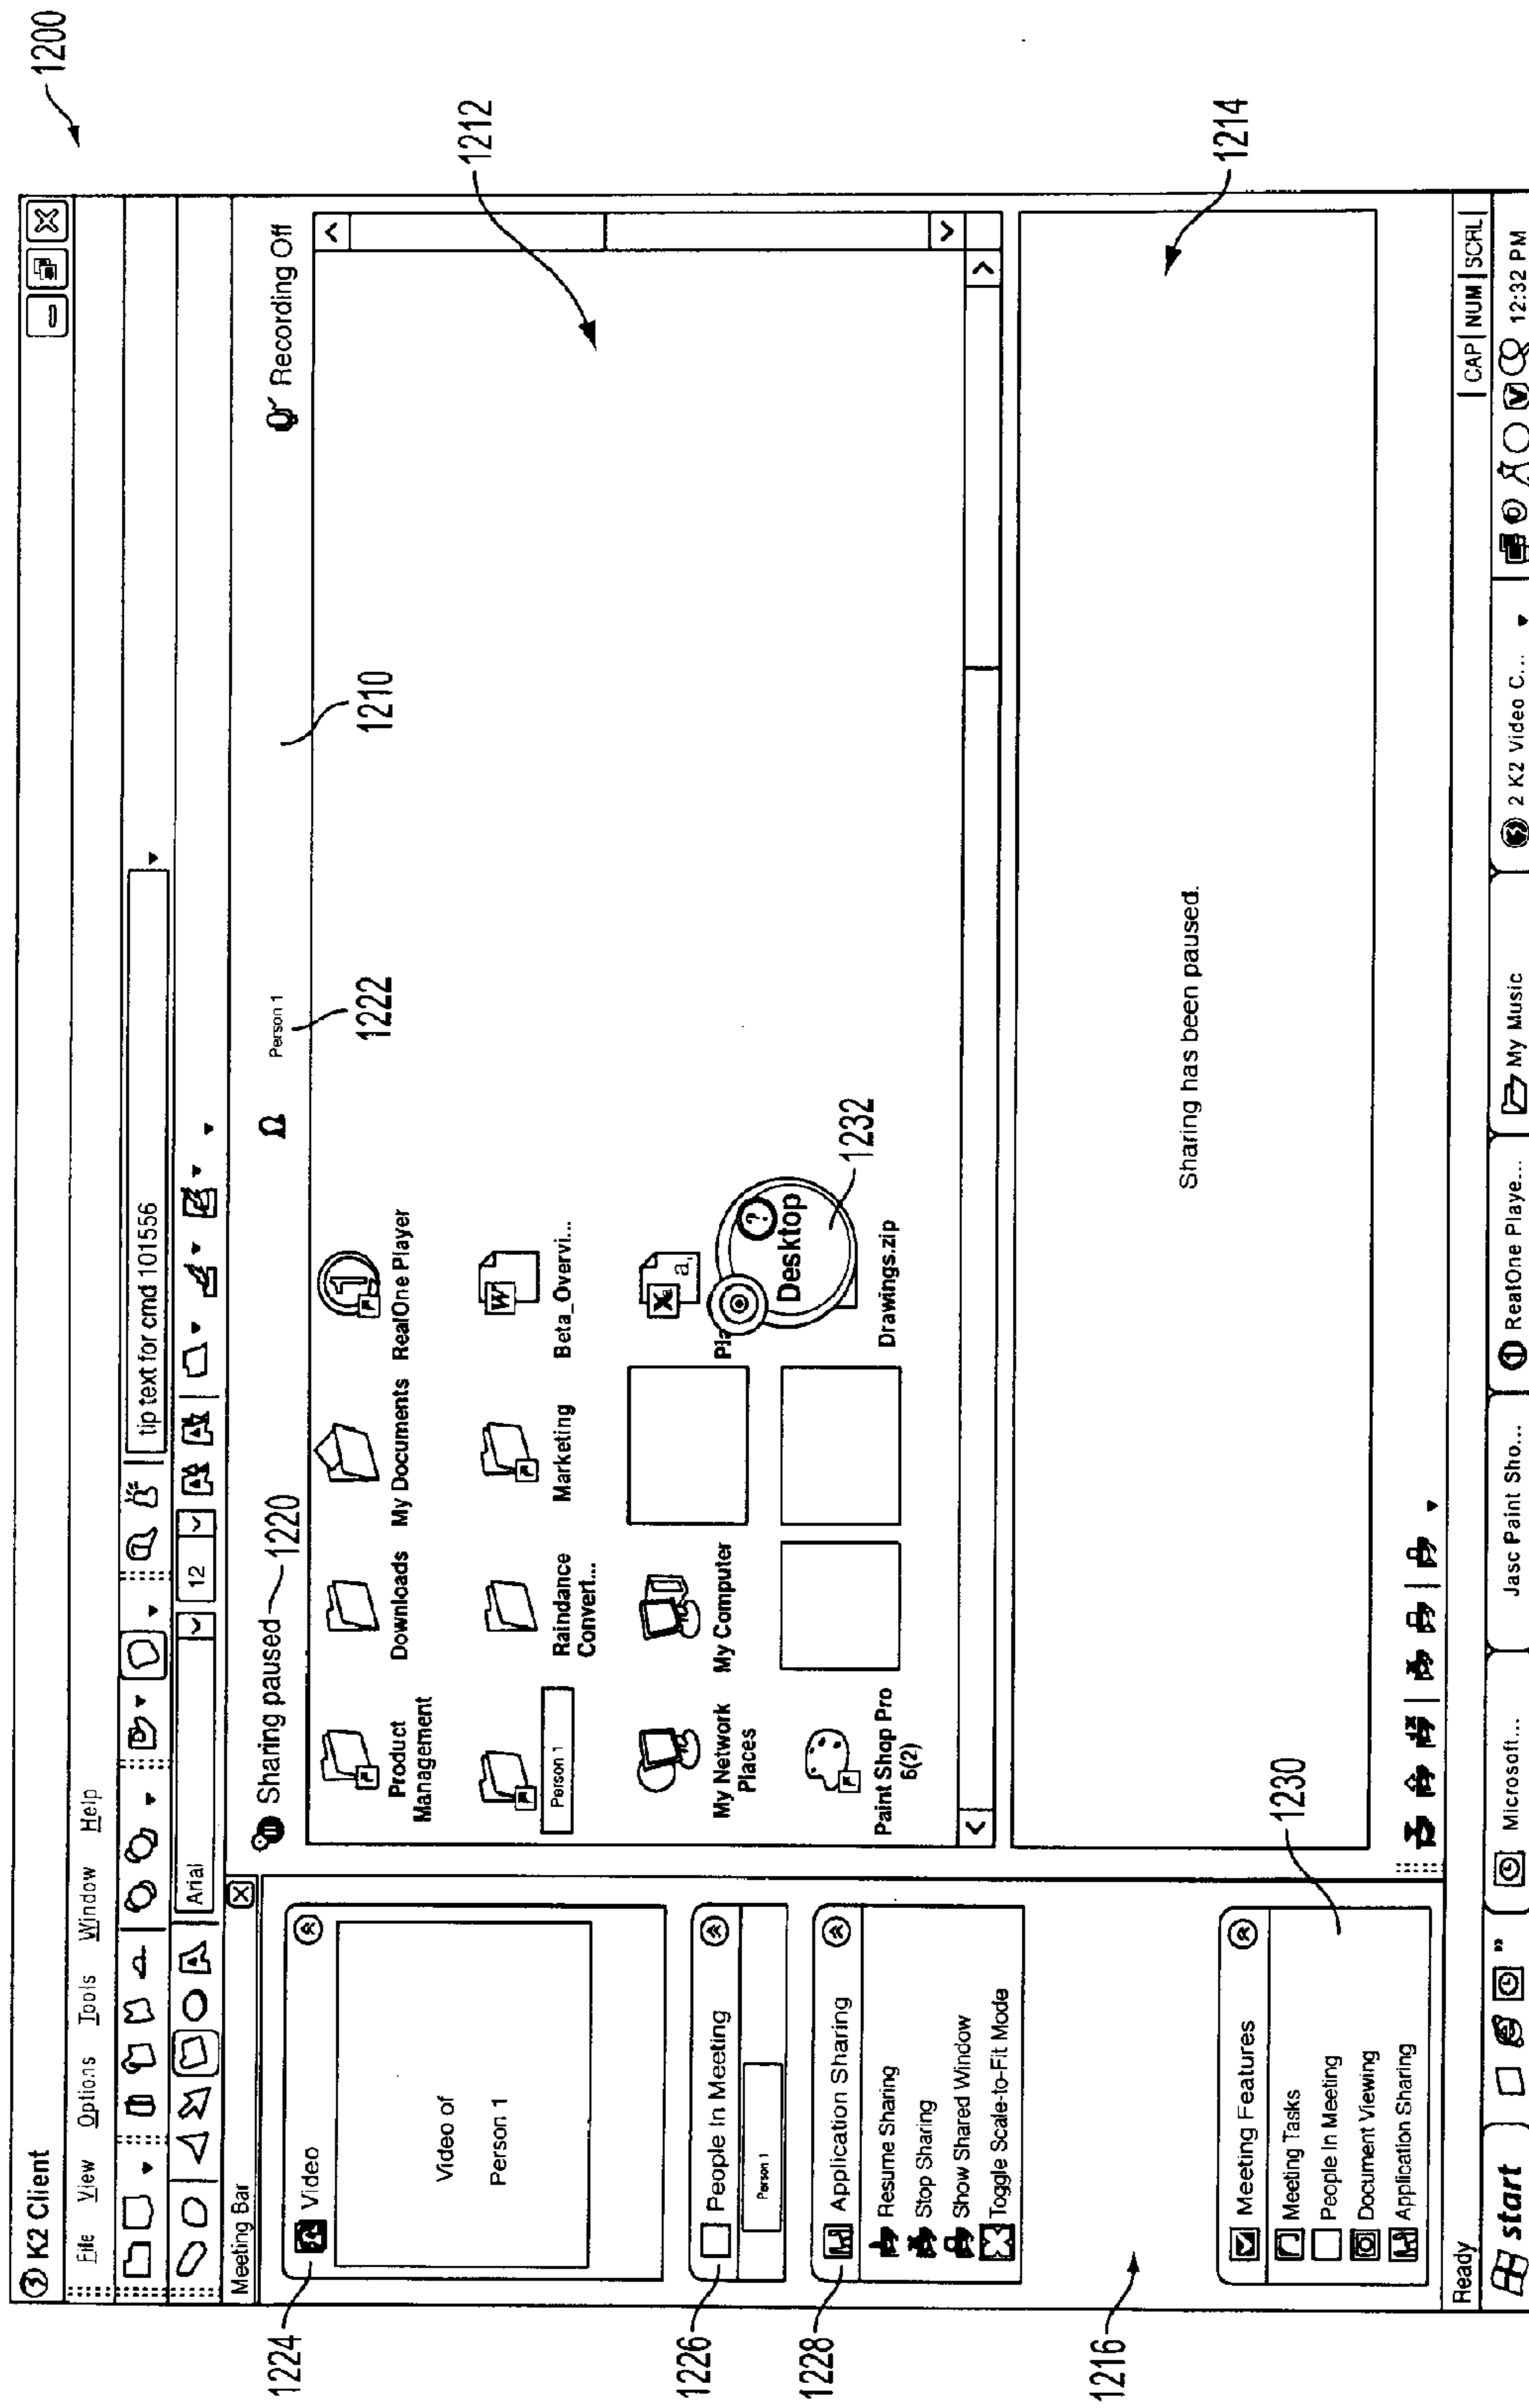 1200
K2 Client
File View Options Tools Window Help
tip text for cmd 101556
Arial 12
Meeting Bar
Sharing paused 1220
Person 1
1222
1210
Recording Off
1224
Video
Video of
Person 1
1226
People In Meeting
Person 1
1228
Application Sharing
Resume Sharing
Stop Sharing
Show Shared Window
Toggle Scale-to-Fit Mode
1216
Meeting Features
1230
Meeting Tasks
People In Meeting
Document Viewing
Application Sharing
Product
Management
Downloads
My Documents
RealOne Player
Person 1
Raindance
Convert...
Marketing
Beta_Overvi...
My Network
Places
My Computer
Pla
Paint Shop Pro
6(2)
Desktop
?
1232
Drawings.zip
1212
Sharing has been paused.
1214
Ready
CAP NUM SCRL
start
Microsoft...
Jasc Paint Sho...
RealOne Playe...
My Music
2 K2 Video C...
12:32 PM